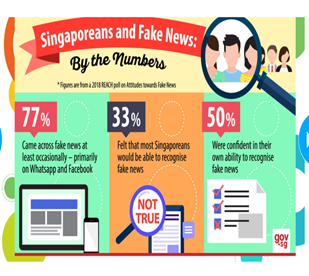 Singaporeans and Fake News:
By the Numbers
* Figures are from a 2018 REACH poll on Attitudes towards Fake News
77%
Came across fake news at
least occasionally – primarily
on Whatsapp and Facebook
33%
Felt that most Singaporeans
would be able to recognise
fake news
NOT
TRUE
50%
Were confident in their
own ability to recognise
fake news
gov
sg